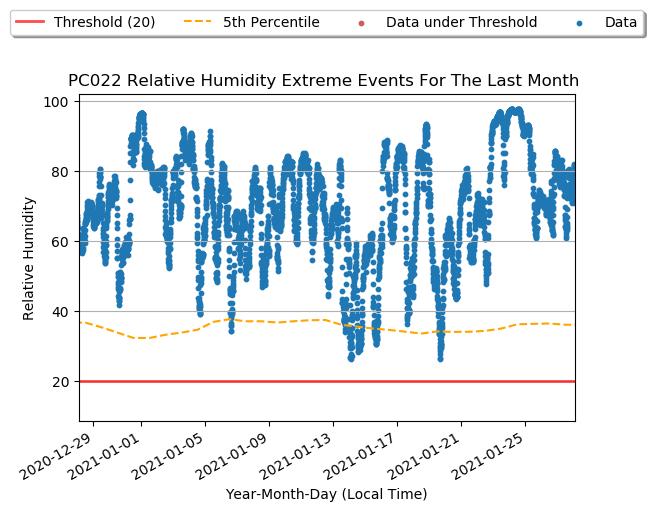 Threshold (20) 5th Percentile Data under Threshold Data
PC022 Relative Humidity Extreme Events For The Last Month
100
80
60
40
20
Relative Humidity
2020-12-29 2021-01-01 2021-01-05 2021-01-09 2021-01-13 2021-01-17 2021-01-21 2021-01-25
Year-Month-Day (Local Time)